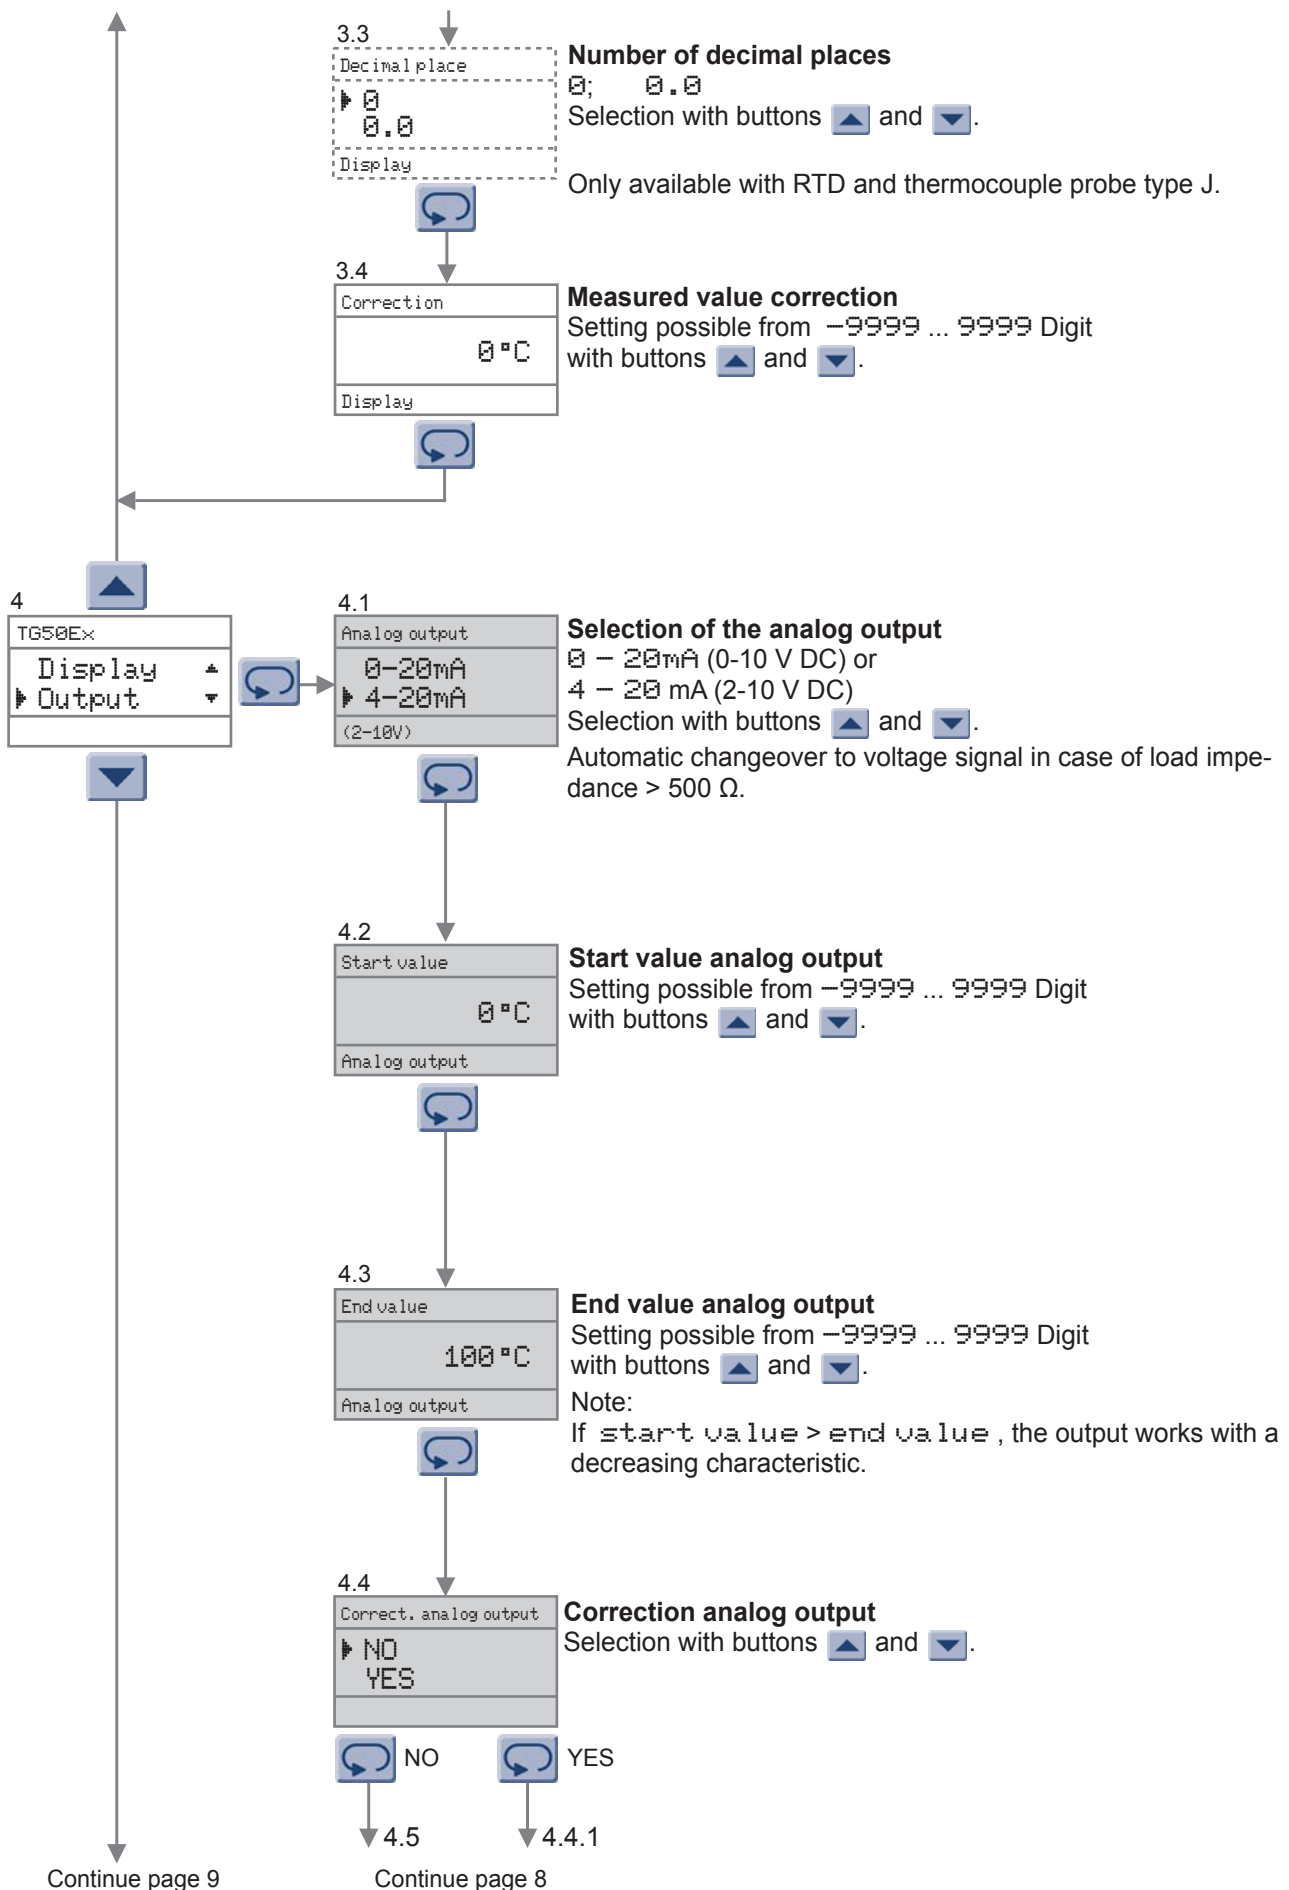 3.3
Decimal place
0
0.0
Display
Number of decimal places
0; 0.0
Selection with buttons and .
Only available with RTD and thermocouple probe type J.
3.4
Correction
0°C
Display
Measured value correction
Setting possible from −9999 ... 9999 Digit
with buttons and .
4
TG50Ex
Display
Output
4.1
Analog output
0−20mA
4−20mA
(2−10V)
Selection of the analog output
0 − 20mA (0-10 V DC) or
4 − 20 mA (2-10 V DC)
Selection with buttons and .
Automatic changeover to voltage signal in case of load impe-
dance > 500 Ω.
4.2
Start value
0°C
Analog output
Start value analog output
Setting possible from −9999 ... 9999 Digit
with buttons and .
4.3
End value
100°C
Analog output
End value analog output
Setting possible from −9999 ... 9999 Digit
with buttons and .
Note:
If start value > end value , the output works with a
decreasing characteristic.
4.4
Correct. analog output
NO
YES
Correction analog output
Selection with buttons and .
NO
YES
4.5
4.4.1
Continue page 9
Continue page 8